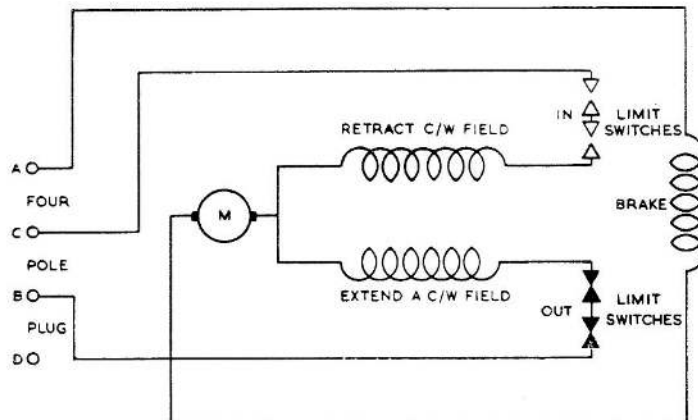 A
FOUR
C
POLE
B
PLUG
D
M
RETRACT C/W FIELD
EXTEND A C/W FIELD
IN
LIMIT
SWITCHES
BRAKE
OUT
LIMIT
SWITCHES